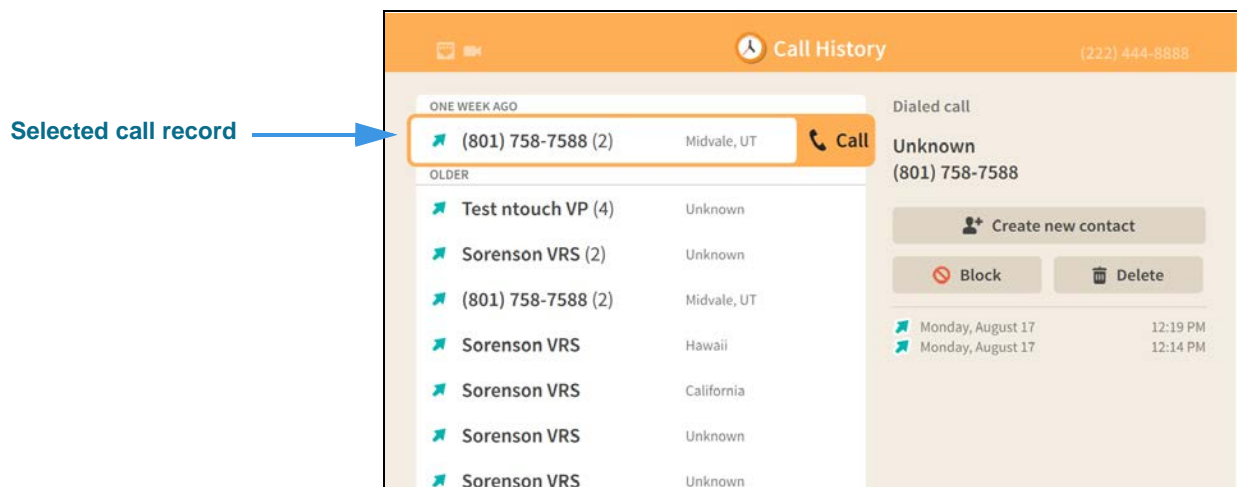 Call History
(222) 444-8888
Selected call record
ONE WEEK AGO
(801) 758-7588 (2) Midvale, UT Call
OLDER
Test ntouch VP (4) Unknown
Sorenson VRS (2) Unknown
(801) 758-7588 (2) Midvale, UT
Sorenson VRS Hawaii
Sorenson VRS California
Sorenson VRS Unknown
Sorenson VRS Unknown
Dialed call
Unknown
(801) 758-7588
Create new contact
Block Delete
Monday, August 17 12:19 PM
Monday, August 17 12:14 PM